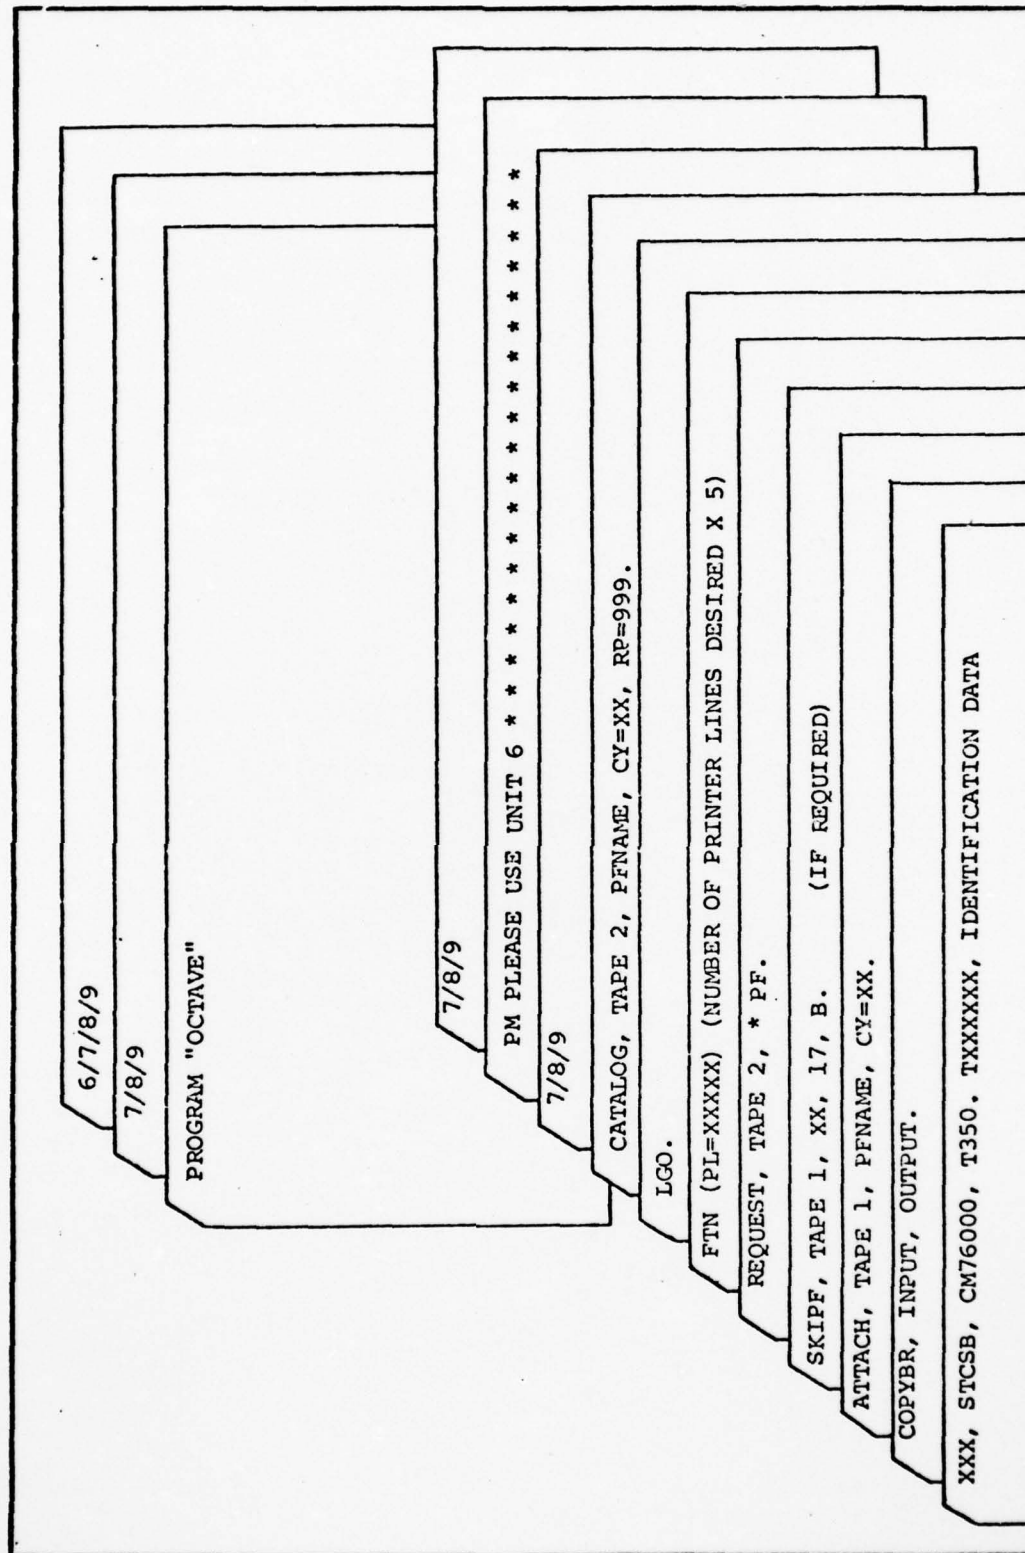 6/7/8/9
7/8/9
PROGRAM "OCTAVE"
7/8/9
PM PLEASE USE UNIT 6 * * * * * * * * * * * * * * * * * * *
7/8/9
CATALOG, TAPE 2, PFNAME, CY=XX, RP=999.
LGO.
FTN (PL=XXXXX) (NUMBER OF PRINTER LINES DESIRED X 5)
REQUEST, TAPE 2, * PF.
SKIPF, TAPE 1, XX, 17, B. (IF REQUIRED)
ATTACH, TAPE 1, PFNAME, CY=XX.
COPYBR, INPUT, OUTPUT.
XXX, STCSB, CM76000, T350. TXXXXXX, IDENTIFICATION DATA